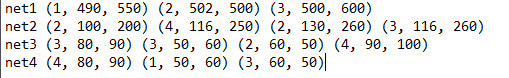 net1 (1, 490, 550) (2, 502, 500) (3, 500, 600)
net2 (2, 100, 200) (4, 116, 250) (2, 130, 260) (3, 116, 260)
net3 (3, 80, 90) (3, 50, 60) (2, 60, 50) (4, 90, 100)
net4 (4, 80, 90) (1, 50, 60) (3, 60, 50)